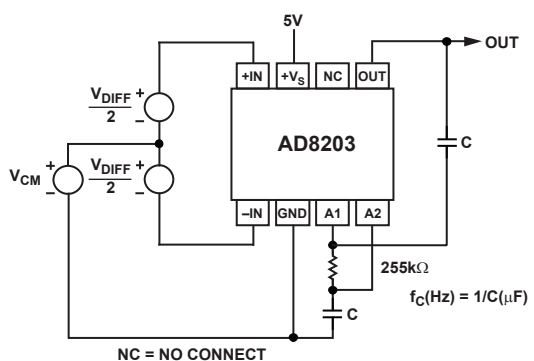 5V
OUT
+IN
+VS
NC
OUT
VDIFF
2
+
–
AD8203
C
VCM
+
–
VDIFF
2
+
–
–IN
GND
A1
A2
255kΩ
fC(Hz) = 1/C(μF)
C
NC = NO CONNECT